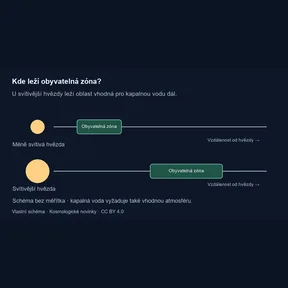 Kde leží obyvatelná zóna?
U svítivější hvězdy leží oblast vhodná pro kapalnou vodu dál.
Obyvatelná zóna
Vzdálenost od hvězdy →
Méně svítivá hvězda
Obyvatelná zóna
Vzdálenost od hvězdy →
Svítivější hvězda
Schéma bez měřítka · kapalná voda vyžaduje také vhodnou atmosféru.
Vlastní schéma · Kosmologické novinky · CC BY 4.0